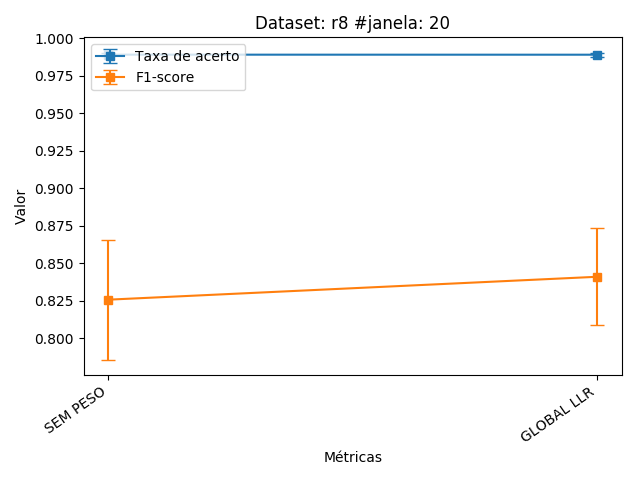 Dataset: r8 #janela: 20
Taxa de acerto
F1-score
Valor
1.000
0.975
0.950
0.925
0.900
0.875
0.850
0.825
0.800
SEM PESO
GLOBAL LLR
Métricas